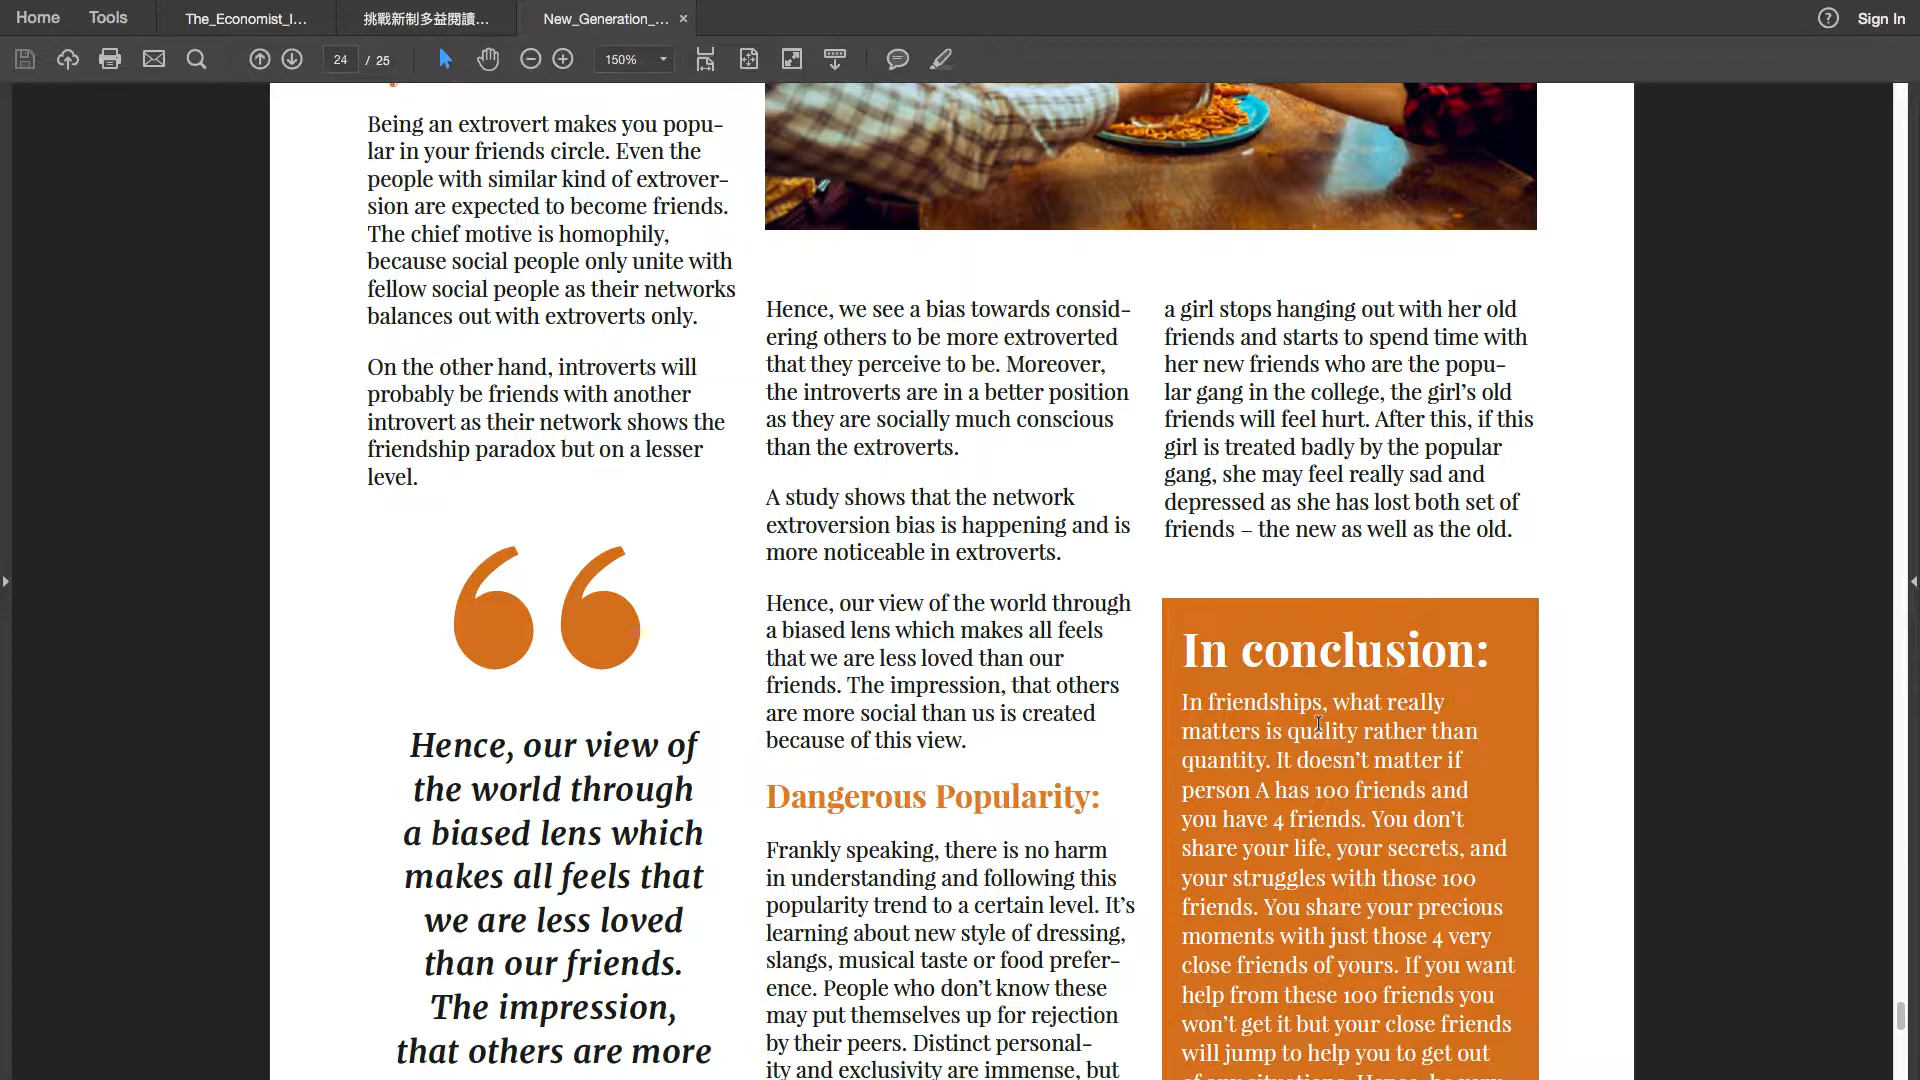 Home
Tools
The_Economist_I...
挑戰新制多益閱讀...
New_Generation_...
Sign In
24
/ 25
150%
Being an extrovert makes you popu-
lar in your friends circle. Even the
people with similar kind of extrover-
sion are expected to become friends.
The chief motive is homophily,
because social people only unite with
fellow social people as their networks
balances out with extroverts only.
On the other hand, introverts will
probably be friends with another
introvert as their network shows the
friendship paradox but on a lesser
level.
Hence, our view of
the world through
a biased lens which
makes all feels that
we are less loved
than our friends.
The impression,
that others are more
Hence, we see a bias towards consid-
ering others to be more extroverted
that they perceive to be. Moreover,
the introverts are in a better position
as they are socially much conscious
than the extroverts.
A study shows that the network
extroversion bias is happening and is
more noticeable in extroverts.
Hence, our view of the world through
a biased lens which makes all feels
that we are less loved than our
friends. The impression, that others
are more social than us is created
because of this view.
Dangerous Popularity:
Frankly speaking, there is no harm
in understanding and following this
popularity trend to a certain level. It’s
learning about new style of dressing,
slangs, musical taste or food prefer-
ence. People who don’t know these
may put themselves up for rejection
by their peers. Distinct personal-
ity and exclusivity are immense, but
a girl stops hanging out with her old
friends and starts to spend time with
her new friends who are the popu-
lar gang in the college, the girl’s old
friends will feel hurt. After this, if this
girl is treated badly by the popular
gang, she may feel really sad and
depressed as she has lost both set of
friends – the new as well as the old.
In conclusion:
In friendships, what really
matters is quality rather than
quantity. It doesn’t matter if
person A has 100 friends and
you have 4 friends. You don’t
share your life, your secrets, and
your struggles with those 100
friends. You share your precious
moments with just those 4 very
close friends of yours. If you want
help from these 100 friends you
won’t get it but your close friends
will jump to help you to get out